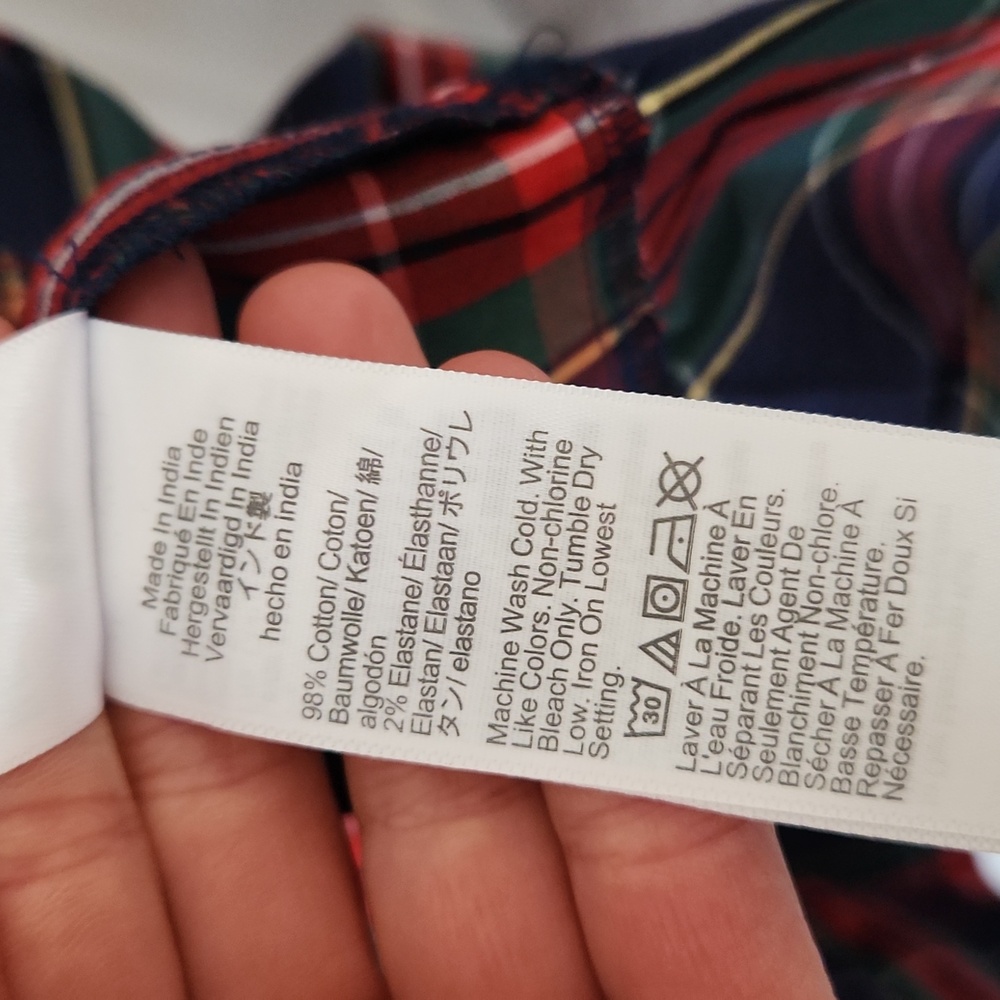 Made In India
Fabriqué En Inde
Hergestellt In Indien
Vervaardigd In India
インド製
hecho en india
98% Cotton/ Coton/
Baumwolle/ Katoen/ 綿/
algodón
2% Elastane/ Élasthanne/
Elastan/ Elastaan/ ポリウレ
タン/ elastano
Machine Wash Cold. With
Like Colors. Non-chlorine
Bleach Only. Tumble Dry
Low. Iron On Lowest
Setting.
30
Laver À La Machine À
L'eau Froide. Laver En
Séparant Les Couleurs.
Seulement Agent De
Blanchiment Non-chlore.
Sécher À La Machine À
Basse Température.
Repasser À Fer Doux Si
Nécessaire.